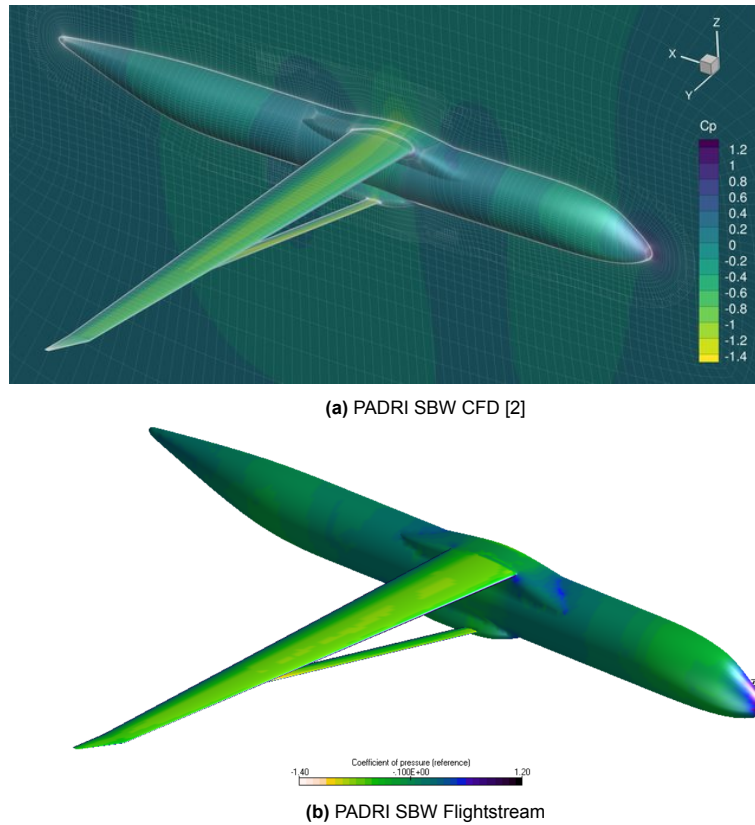 Z
X
Y
Cp
1.2
1
0.8
0.6
0.4
0.2
0
-0.2
-0.4
-0.6
-0.8
-1
-1.2
-1.4
(a) PADRI SBW CFD [2]
Coefficient of pressure (reference)
-1.40 -.100E+00 1.20
(b) PADRI SBW Flightstream